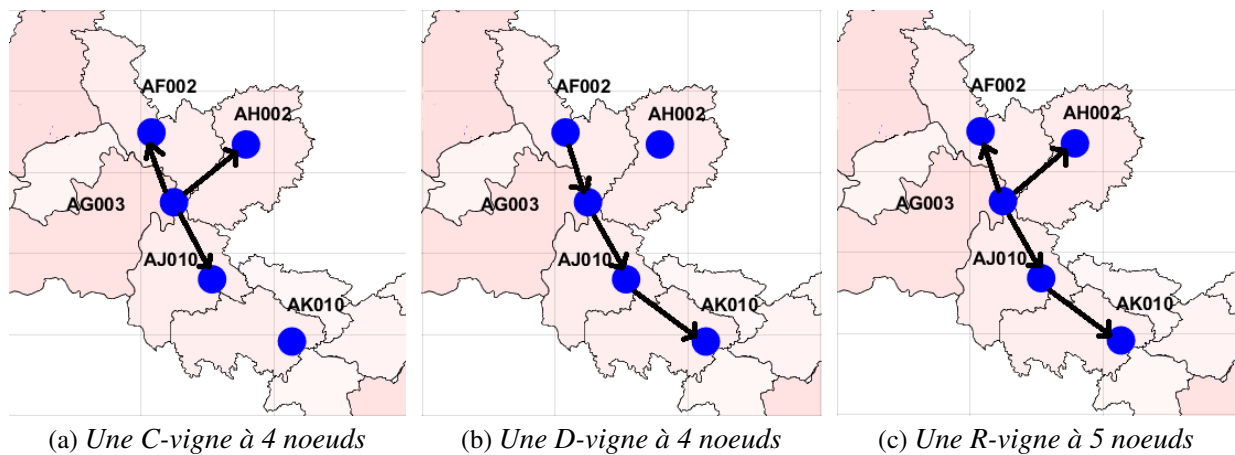 AF002
AH002
AG003
AJ010
AK010
AF002
AH002
AG003
AJ010
AK010
AF002
AH002
AG003
AJ010
AK010
(a) Une C-vigne à 4 noeuds
(b) Une D-vigne à 4 noeuds
(c) Une R-vigne à 5 noeuds